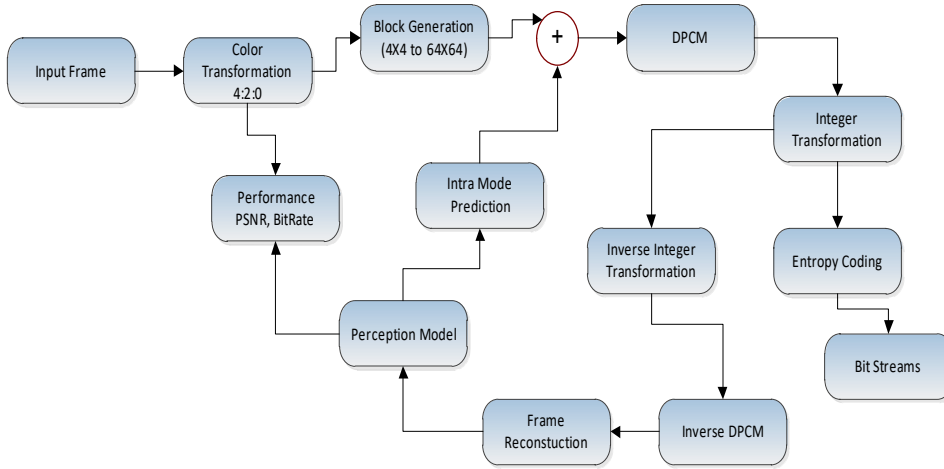 Input Frame
Color
Transformation
4:2:0
Block Generation
(4X4 to 64X64)
+
DPCM
Integer
Transformation
Performance
PSNR, BitRate
Intra Mode
Prediction
Inverse Integer
Transformation
Entropy Coding
Perception Model
Bit Streams
Frame
Reconstuction
Inverse DPCM